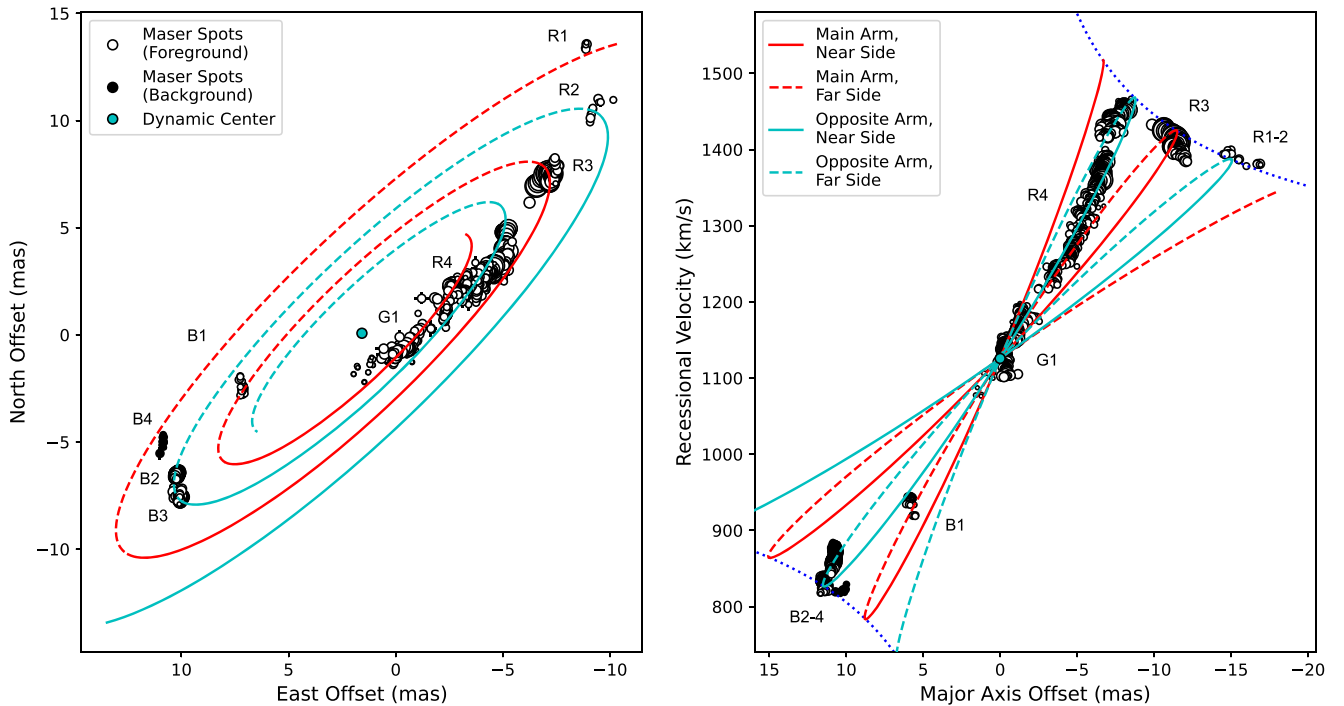 15
10
5
0
−5
−10
North Offset (mas)
Maser Spots
(Foreground)
Maser Spots
(Background)
Dynamic Center
R1
R2
R3
R4
G1
B1
B4
B2
B3
10
5
0
−5
−10
East Offset (mas)
1500
1400
1300
1200
1100
1000
900
800
Recessional Velocity (km/s)
Main Arm,
Near Side
Main Arm,
Far Side
Opposite Arm,
Near Side
Opposite Arm,
Far Side
R3
R1-2
R4
G1
B1
B2-4
15
10
5
0
−5
−10
−15
−20
Major Axis Offset (mas)